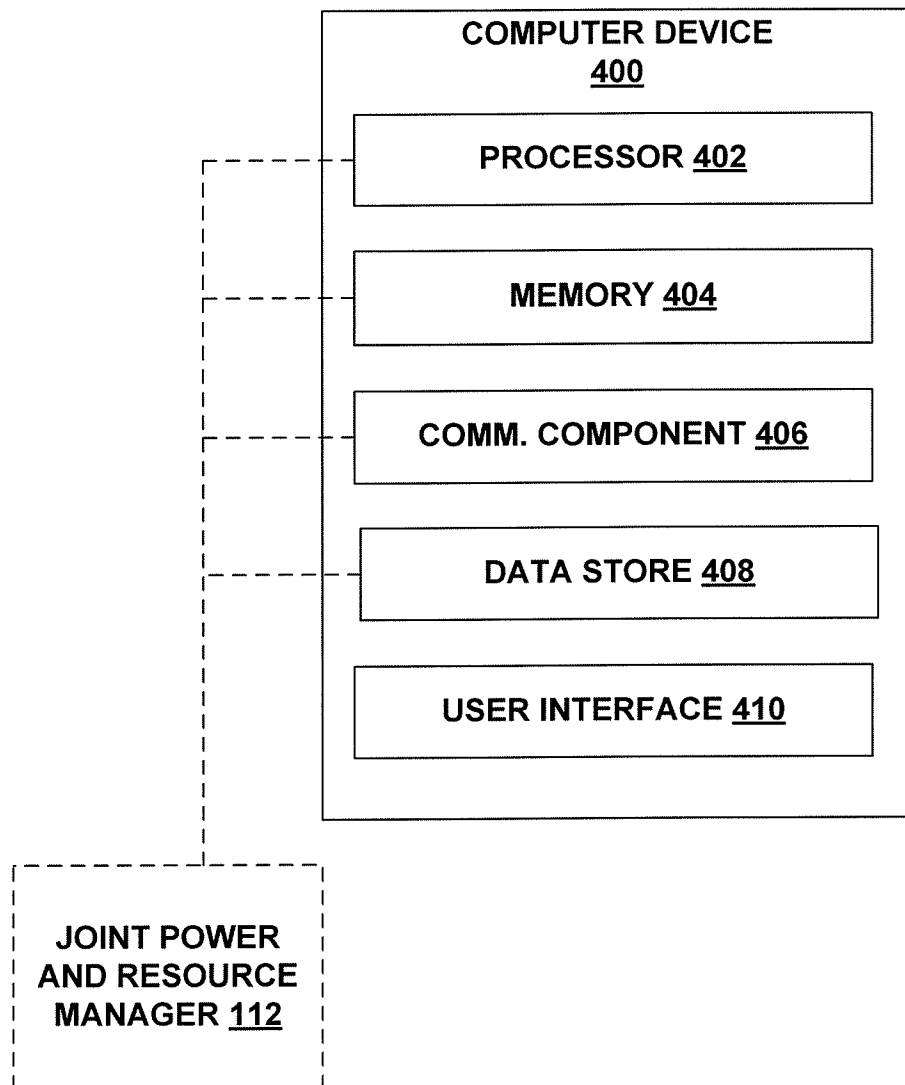 COMPUTER DEVICE
400
PROCESSOR 402
MEMORY 404
COMM. COMPONENT 406
DATA STORE 408
USER INTERFACE 410
JOINT POWER
AND RESOURCE
MANAGER 112